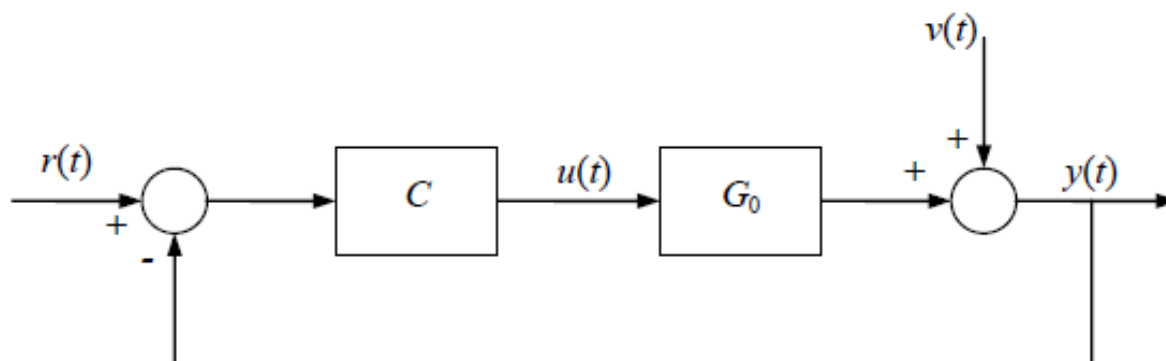 v(t)
r(t)
+
-
C
u(t)
G₀
+
+
y(t)